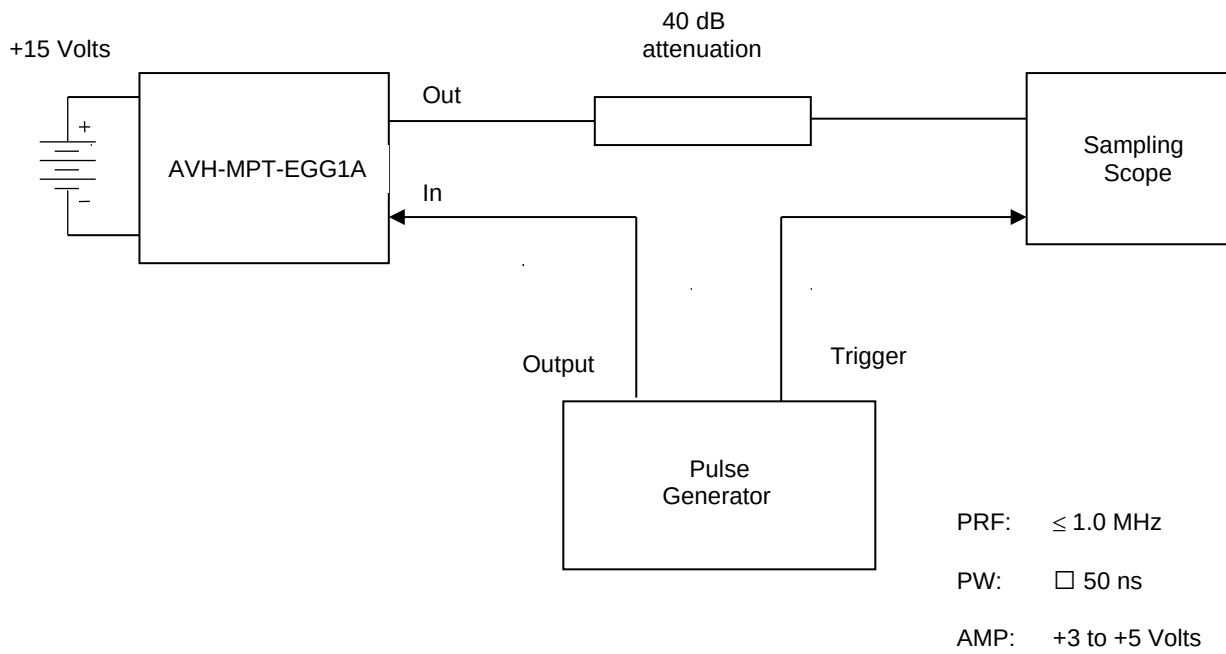 40 dB
attenuation
+15 Volts
Out
+
AVH-MPT-EGG1A
Sampling
Scope
In
−
Output
Trigger
Pulse
Generator
PRF: ≤ 1.0 MHz
PW: □ 50 ns
AMP: +3 to +5 Volts